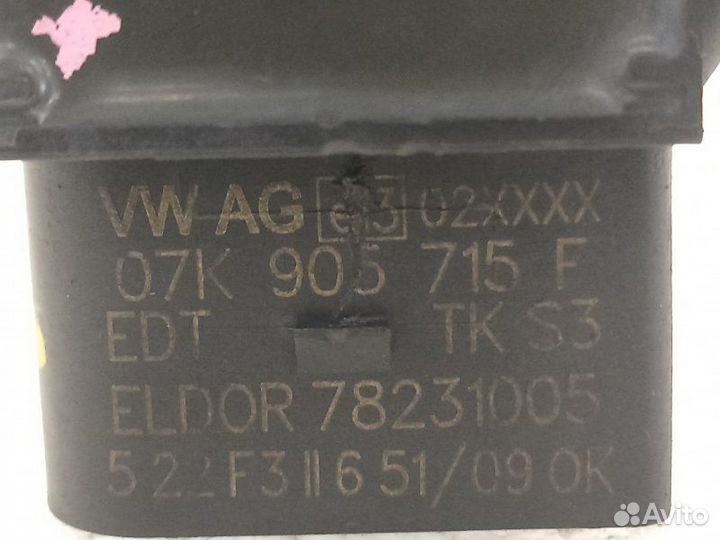 VW AG e13 02XXXX
07K 905 715 F
EDT TK S3
ELDOR 78231005
5 22 F3 II 6 51/09 OK
Avito